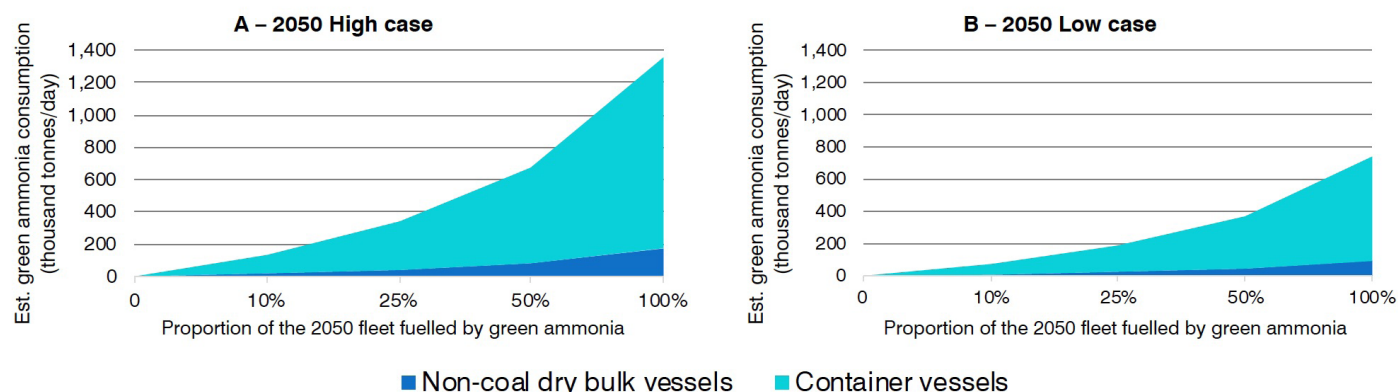 A – 2050 High case
Est. green ammonia consumption
(thousand tonnes/day)
1,400
1,200
1,000
800
600
400
200
0
0 10% 25% 50% 100%
Proportion of the 2050 fleet fuelled by green ammonia
B – 2050 Low case
Est. green ammonia consumption
(thousand tonnes/day)
1,400
1,200
1,000
800
600
400
200
0
0 10% 25% 50% 100%
Proportion of the 2050 fleet fuelled by green ammonia
Non-coal dry bulk vessels Container vessels